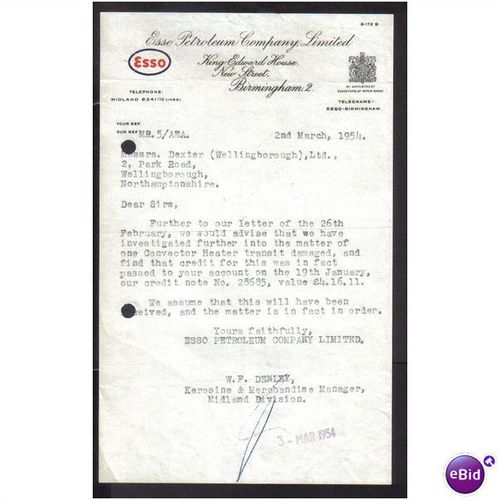 B-172 B
Esso Petroleum Company, Limited
Esso
King Edward House
New Street,
Birmingham. 2.
TELEPHONE:
MIDLAND 6341 (10 LINES)
BY APPOINTMENT
TELEGRAMS:
ESSO-BIRMINGHAM.
YOUR REF.
OUR REF. MR.5/AEA.
2nd March, 1954.
Messrs. Dexter (Wellingborough),Ltd.,
2, Park Road,
Wellingborough,
Northamptonshire.
Dear Sirs,
Further to our letter of the 26th
February, we would advise that we have
investigated further into the matter of
one Convector Heater transit damaged, and
find that credit for this was in fact
passed to your account on the 19th January,
our credit note No. 28685, value £4.16.11.
We assume that this will have been
received, and the matter is in fact in order.
Yours faithfully,
ESSO PETROLEUM COMPANY LIMITED.
W.F. DENLEY,
Kerosine & Merchandise Manager,
Midland Division.
3 - MAR 1954
eBid